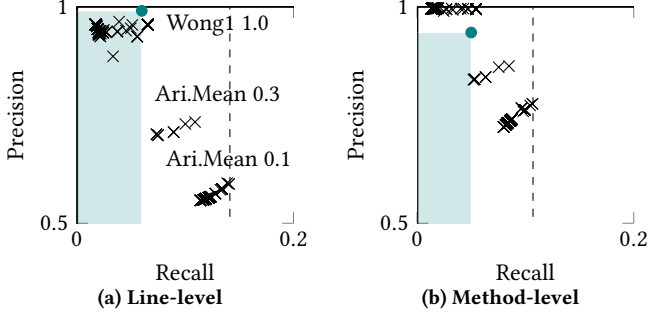 1
Wong1 1.0
Ari.Mean 0.3
Ari.Mean 0.1
Precision
0.5
0
0.2
Recall
(a) Line-level
1
Precision
0.5
0
0.2
Recall
(b) Method-level